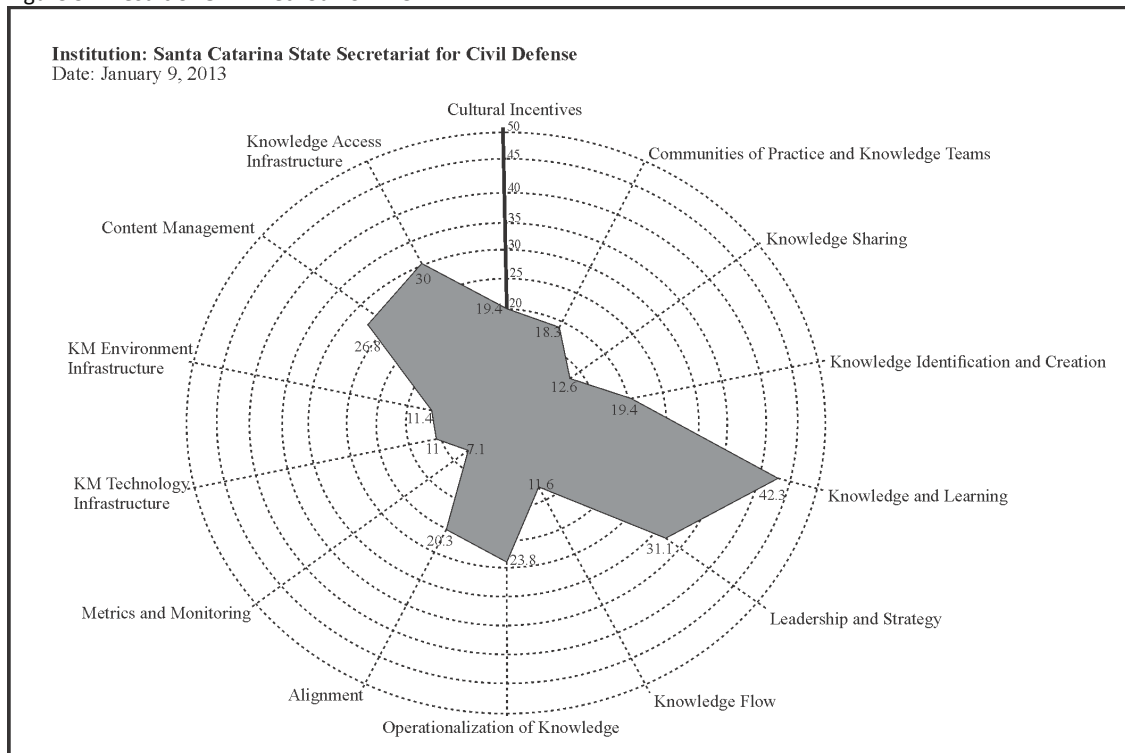 Institution: Santa Catarina State Secretariat for Civil Defense
Date: January 9, 2013
Cultural Incentives
50
45
40
35
30
25
20
Communities of Practice and Knowledge Teams
Knowledge Sharing
Knowledge Identification and Creation
Knowledge and Learning
Leadership and Strategy
Knowledge Flow
Operationalization of Knowledge
Alignment
Metrics and Monitoring
KM Technology
Infrastructure
KM Environment
Infrastructure
Content Management
Knowledge Access
Infrastructure
19.4
18.3
12.6
19.4
42.3
31.1
11.6
23.8
20.3
7.1
11
11.4
26.8
30